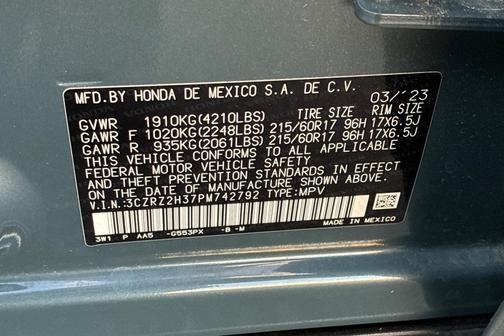 MFD.BY HONDA DE MEXICO S.A. DE C.V. 03/'23
GVWR 1910KG(4210LBS) TIRE SIZE RIM SIZE
GAWR F 1020KG(2248LBS) 215/60R17 96H 17X6.5J
GAWR R 935KG(2061LBS) 215/60R17 96H 17X6.5J
THIS VEHICLE CONFORMS TO ALL APPLICABLE
FEDERAL MOTOR VEHICLE SAFETY AND
THEFT PREVENTION STANDARDS IN EFFECT
ON THE DATE OF MANUFACTURE SHOWN ABOVE.
V.I.N.:3CZRZ2H37PM742792 TYPE:MPV
3W1 P AA5 -G553PX -B -M
MADE IN MEXICO